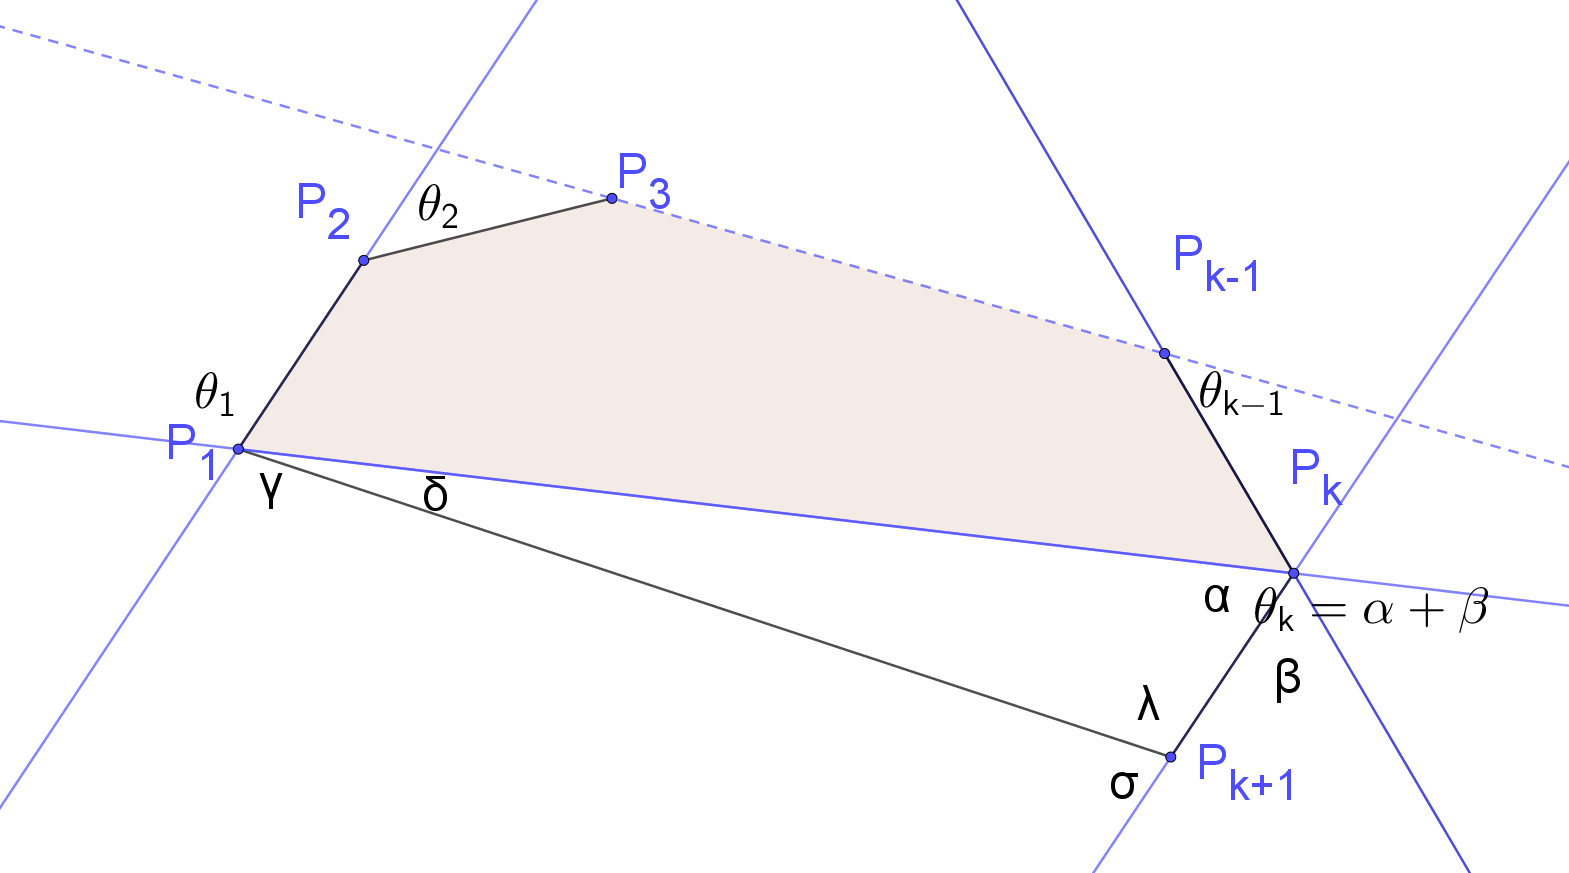 P₃
θ₂
P₂
Pₖ₋₁
θ₁
θₖ₋₁
P₁
Pₖ
γ
δ
α
θₖ = α + β
β
λ
Pₖ₊₁
σ